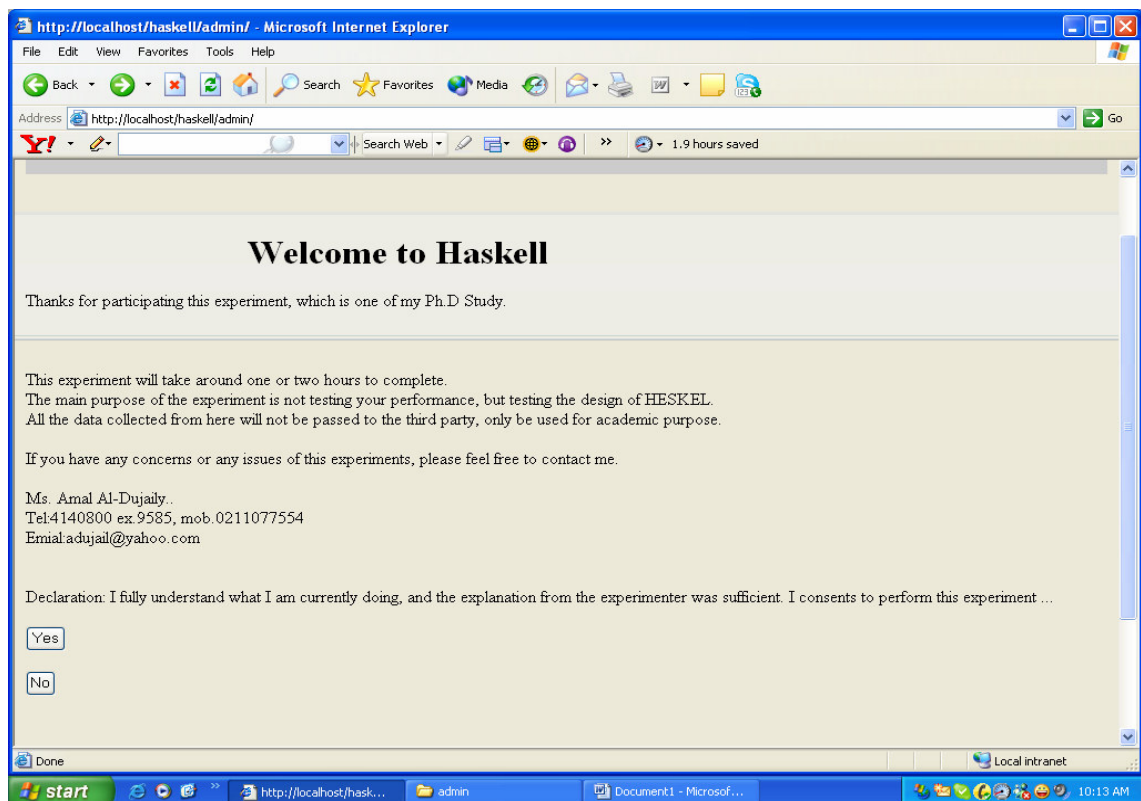 http://localhost/haskell/admin/ - Microsoft Internet Explorer
File Edit View Favorites Tools Help
Back Search Favorites Media
Address http://localhost/haskell/admin/ Go
Y! Search Web » 1.9 hours saved
Welcome to Haskell
Thanks for participating this experiment, which is one of my Ph.D Study.
This experiment will take around one or two hours to complete.
The main purpose of the experiment is not testing your performance, but testing the design of HESKEL.
All the data collected from here will not be passed to the third party, only be used for academic purpose.
If you have any concerns or any issues of this experiments, please feel free to contact me.
Ms. Amal Al-Dujaily..
Tel:4140800 ex.9585, mob.0211077554
Emial:adujail@yahoo.com
Declaration: I fully understand what I am currently doing, and the explanation from the experimenter was sufficient. I consents to perform this experiment ...
Yes
No
Done Local intranet
start » http://localhost/hask... admin Document1 - Microsof... 10:13 AM